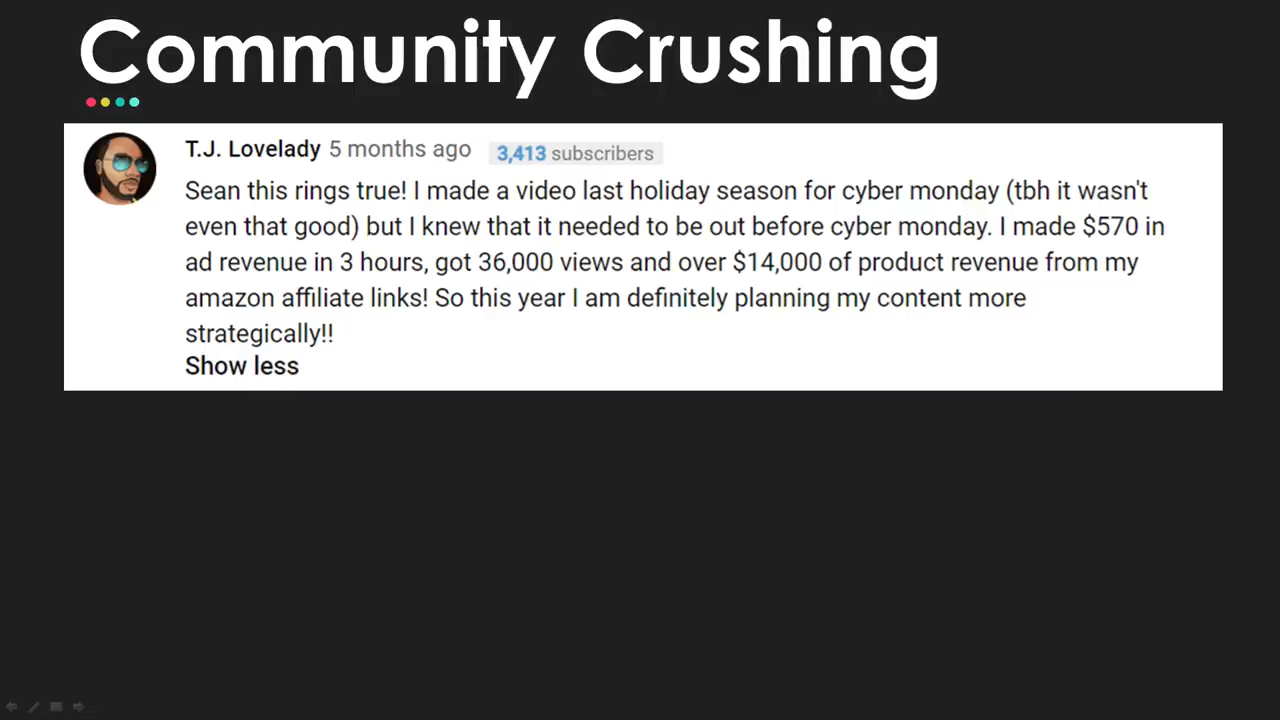 Community Crushing
T.J. Lovelady 5 months ago 3,413 subscribers
Sean this rings true! I made a video last holiday season for cyber monday (tbh it wasn't
even that good) but I knew that it needed to be out before cyber monday. I made $570 in
ad revenue in 3 hours, got 36,000 views and over $14,000 of product revenue from my
amazon affiliate links! So this year I am definitely planning my content more
strategically!!
Show less